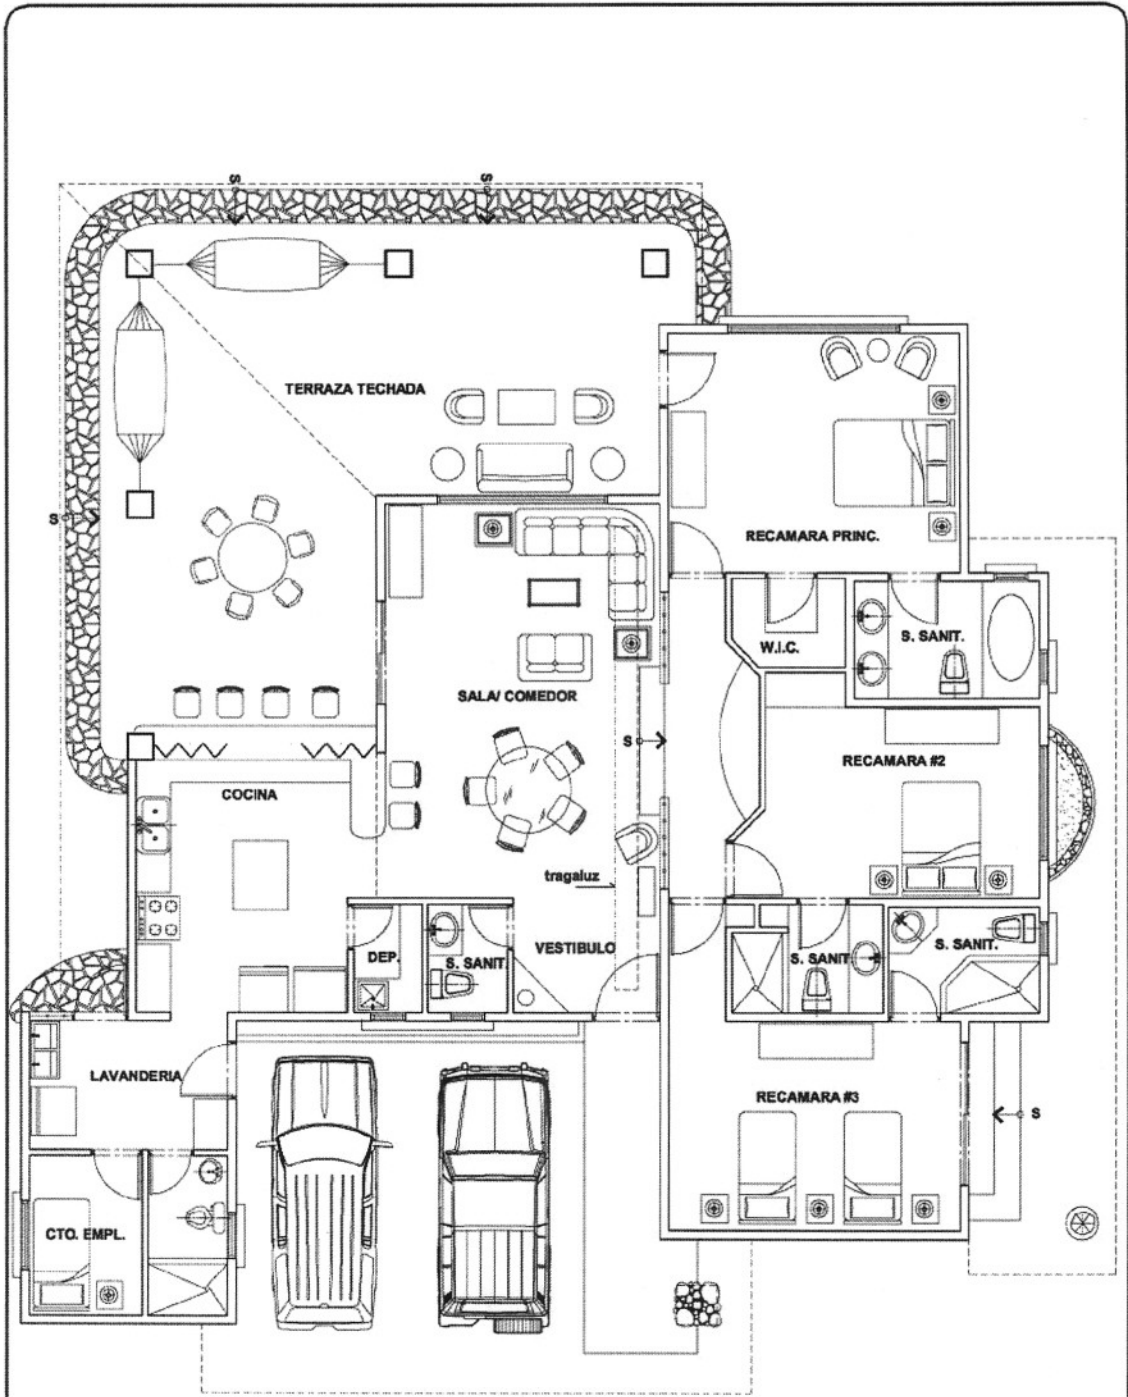 S
S
TERRAZA TECHADA
S
RECAMARA PRINC.
S. SANIT.
W.I.C.
SALA/ COMEDOR
S
RECAMARA #2
COCINA
tragaluz
DEP.
S. SANIT.
VESTIBULO
S. SANIT.
S. SANIT.
LAVANDERIA
RECAMARA #3
S
CTO. EMPL.